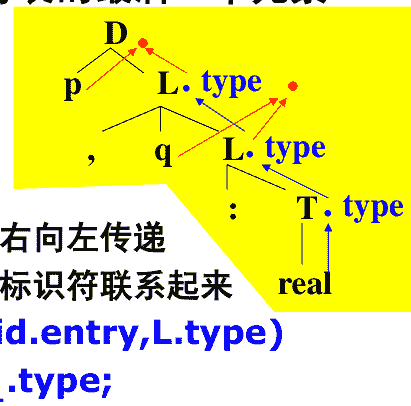 D
p L. type
, q L. type
: T. type
右向左传递
标识符联系起来 real
id.entry,L.type)
.type;